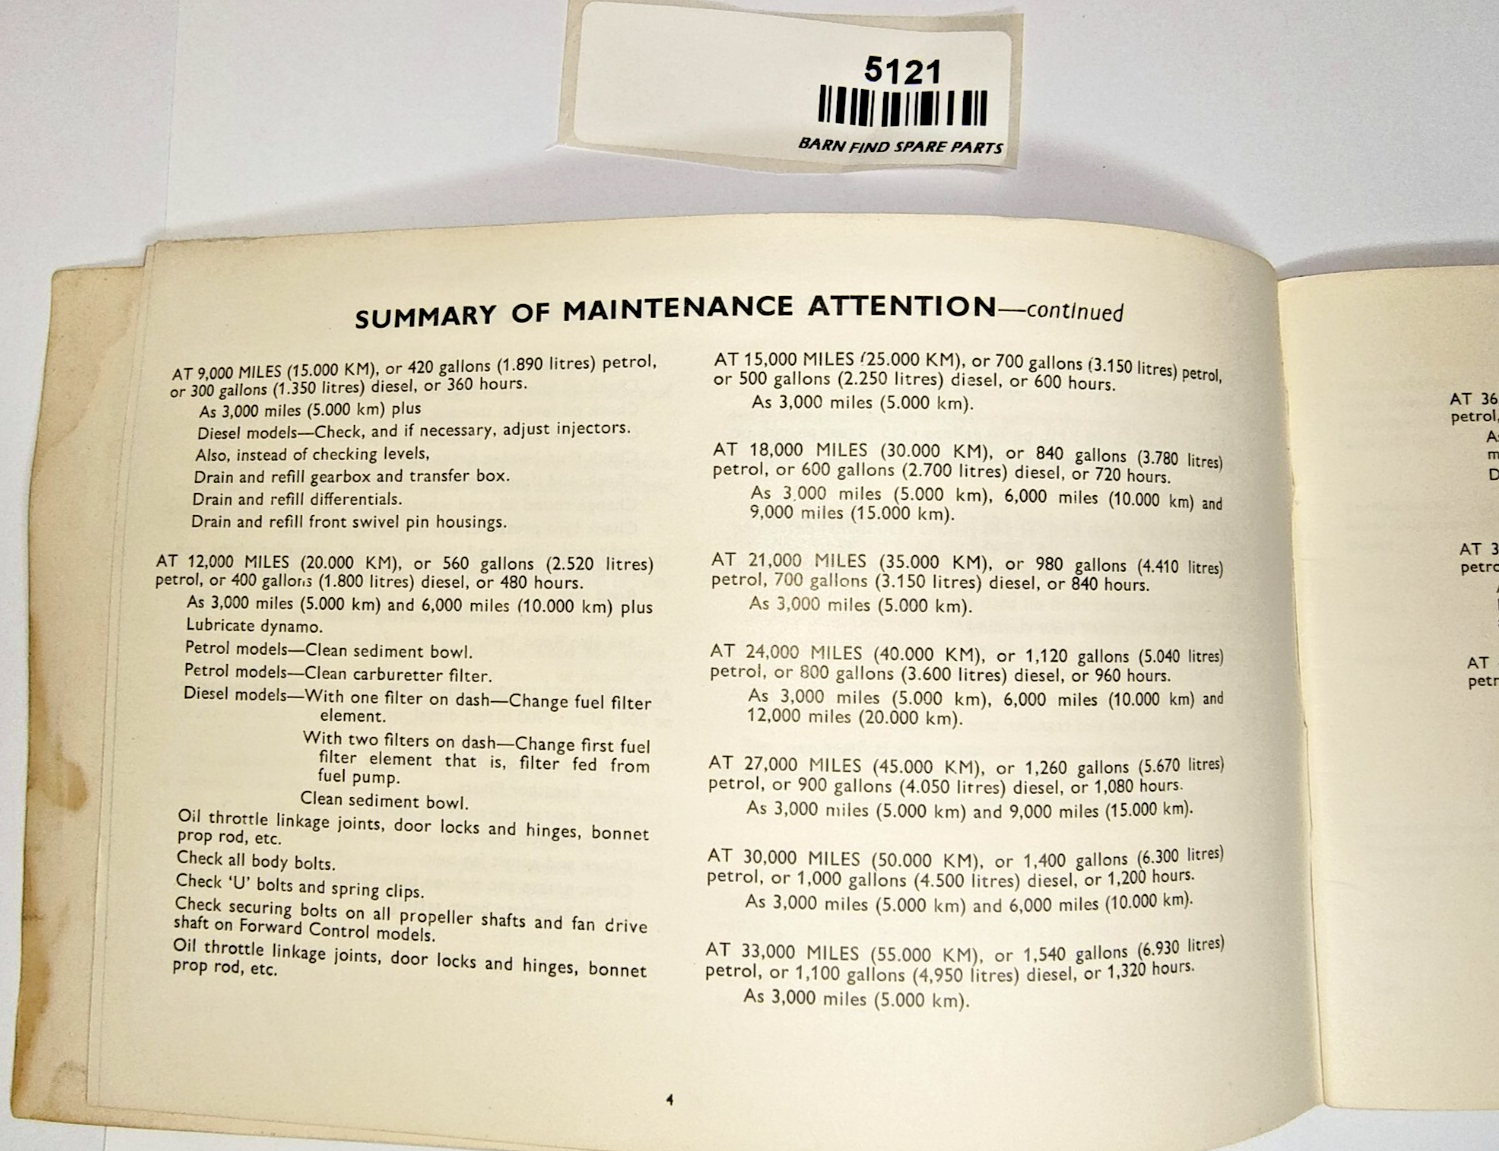 5121
BARN FIND SPARE PARTS
SUMMARY OF MAINTENANCE ATTENTION—continued
AT 9,000 MILES (15.000 KM), or 420 gallons (1.890 litres) petrol,
or 300 gallons (1.350 litres) diesel, or 360 hours.
As 3,000 miles (5.000 km) plus
Diesel models—Check, and if necessary, adjust injectors.
Also, instead of checking levels,
Drain and refill gearbox and transfer box.
Drain and refill differentials.
Drain and refill front swivel pin housings.
AT 12,000 MILES (20.000 KM), or 560 gallons (2.520 litres)
petrol, or 400 gallons (1.800 litres) diesel, or 480 hours.
As 3,000 miles (5.000 km) and 6,000 miles (10.000 km) plus
Lubricate dynamo.
Petrol models—Clean sediment bowl.
Petrol models—Clean carburetter filter.
Diesel models—With one filter on dash—Change fuel filter
element.
With two filters on dash—Change first fuel
filter element that is, filter fed from
fuel pump.
Clean sediment bowl.
Oil throttle linkage joints, door locks and hinges, bonnet
prop rod, etc.
Check all body bolts.
Check 'U' bolts and spring clips.
Check securing bolts on all propeller shafts and fan drive
shaft on Forward Control models.
Oil throttle linkage joints, door locks and hinges, bonnet
prop rod, etc.
AT 15,000 MILES (25.000 KM), or 700 gallons (3.150 litres) petrol,
or 500 gallons (2.250 litres) diesel, or 600 hours.
As 3,000 miles (5.000 km).
AT 18,000 MILES (30.000 KM), or 840 gallons (3.780 litres)
petrol, or 600 gallons (2.700 litres) diesel, or 720 hours.
As 3,000 miles (5.000 km), 6,000 miles (10.000 km) and
9,000 miles (15.000 km).
AT 21,000 MILES (35.000 KM), or 980 gallons (4.410 litres)
petrol, 700 gallons (3.150 litres) diesel, or 840 hours.
As 3,000 miles (5.000 km).
AT 24,000 MILES (40.000 KM), or 1,120 gallons (5.040 litres)
petrol, or 800 gallons (3.600 litres) diesel, or 960 hours.
As 3,000 miles (5.000 km), 6,000 miles (10.000 km) and
12,000 miles (20.000 km).
AT 27,000 MILES (45.000 KM), or 1,260 gallons (5.670 litres)
petrol, or 900 gallons (4.050 litres) diesel, or 1,080 hours.
As 3,000 miles (5.000 km) and 9,000 miles (15.000 km).
AT 30,000 MILES (50.000 KM), or 1,400 gallons (6.300 litres)
petrol, or 1,000 gallons (4.500 litres) diesel, or 1,200 hours.
As 3,000 miles (5.000 km) and 6,000 miles (10.000 km).
AT 33,000 MILES (55.000 KM), or 1,540 gallons (6.930 litres)
petrol, or 1,100 gallons (4,950 litres) diesel, or 1,320 hours.
As 3,000 miles (5.000 km).
4
AT 36
petrol,
AT 3
AT